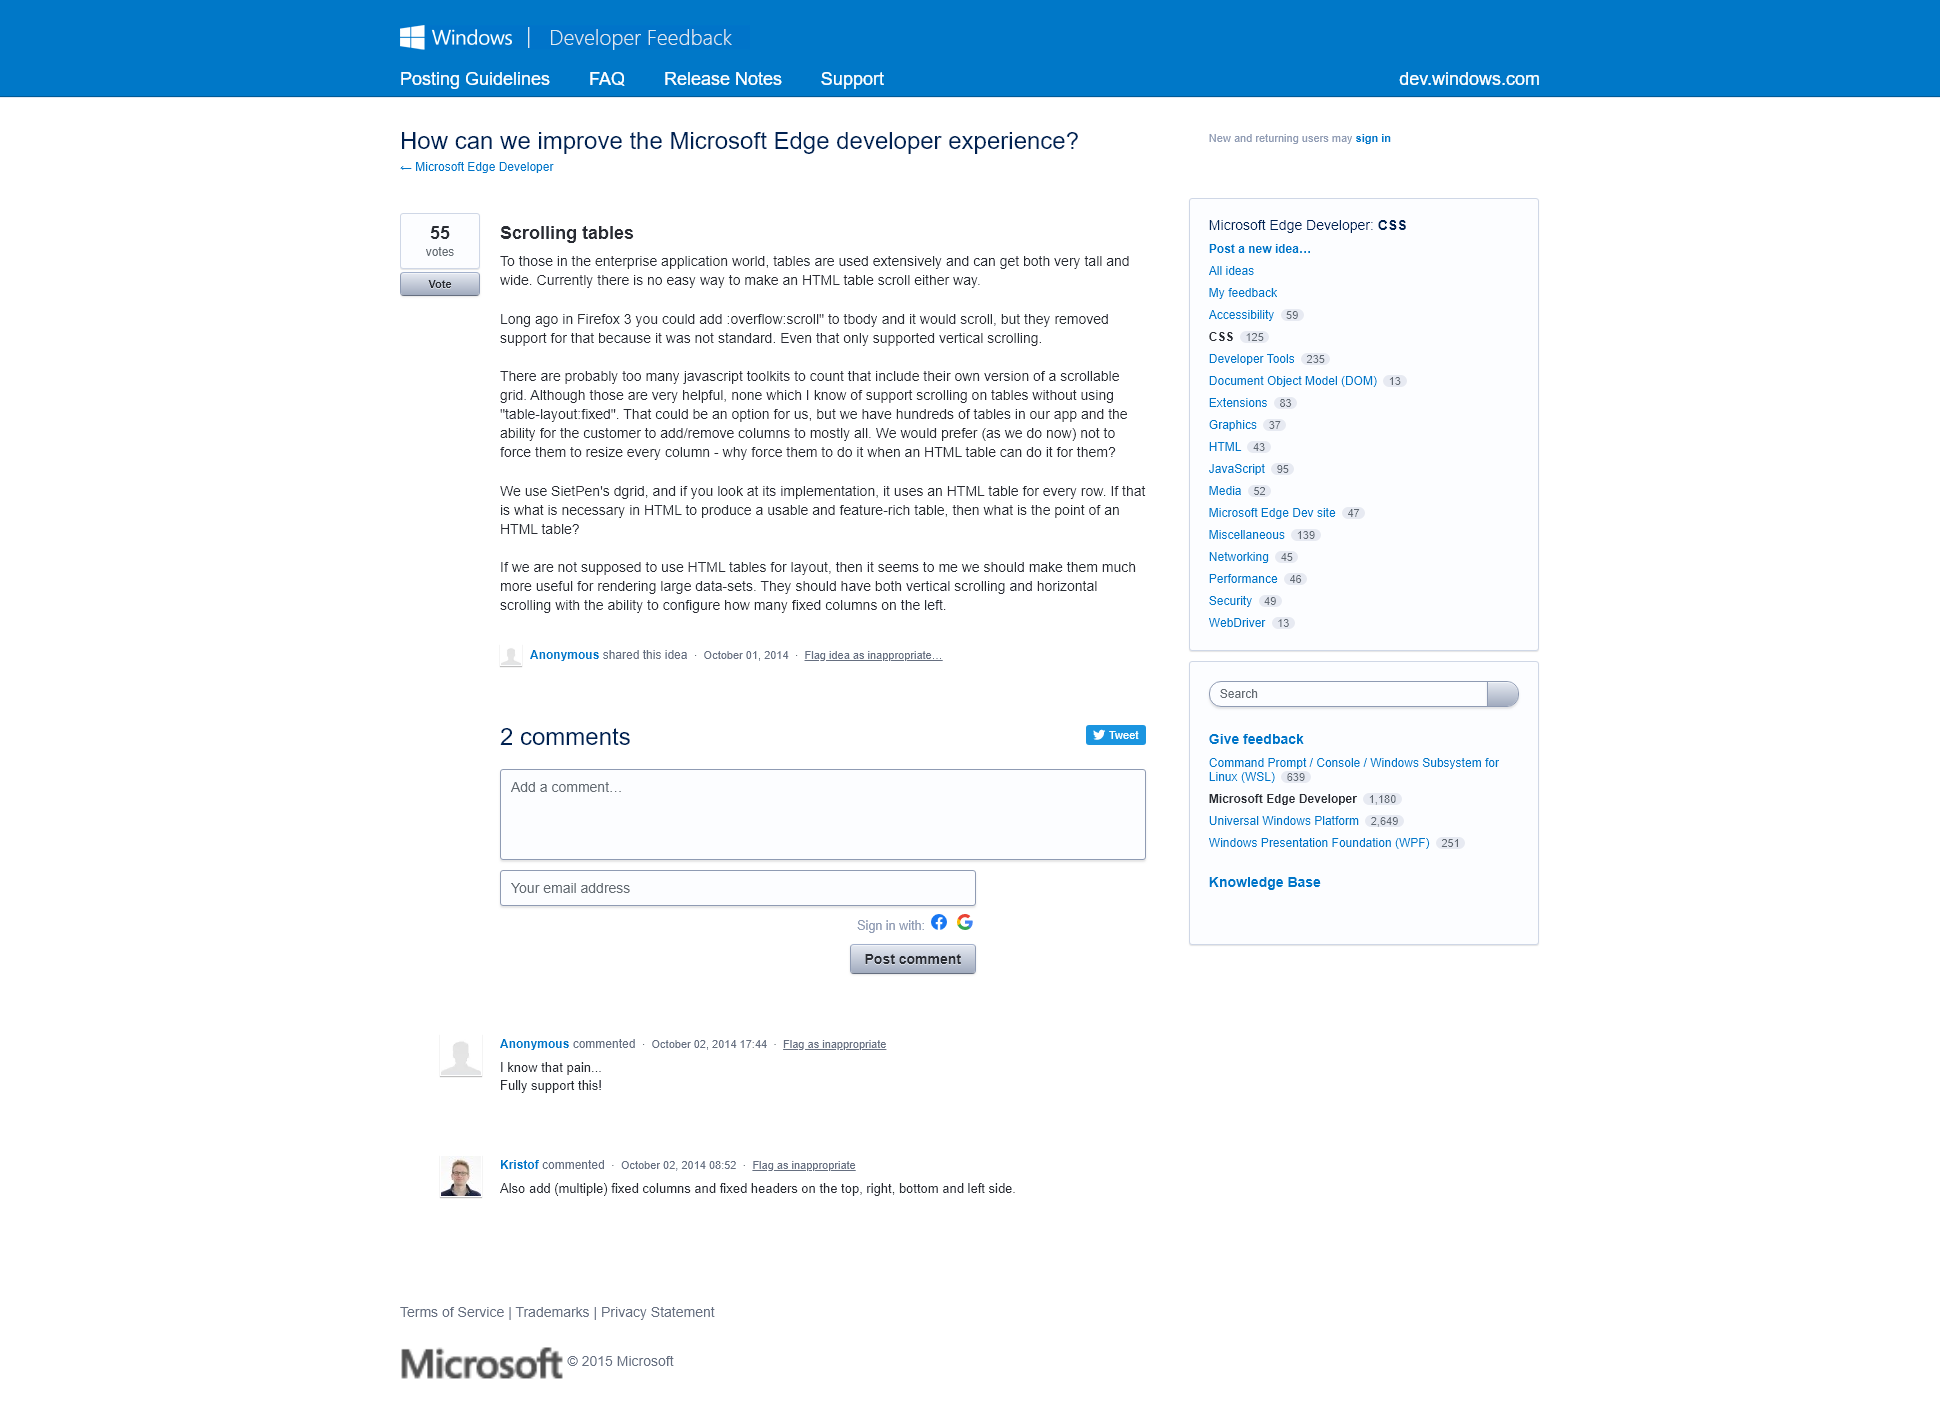 Windows | Developer Feedback
Posting Guidelines FAQ Release Notes Support dev.windows.com
How can we improve the Microsoft Edge developer experience?
← Microsoft Edge Developer
New and returning users may sign in
55
votes
Vote
Scrolling tables
To those in the enterprise application world, tables are used extensively and can get both very tall and
wide. Currently there is no easy way to make an HTML table scroll either way.
Long ago in Firefox 3 you could add :overflow:scroll" to tbody and it would scroll, but they removed
support for that because it was not standard. Even that only supported vertical scrolling.
There are probably too many javascript toolkits to count that include their own version of a scrollable
grid. Although those are very helpful, none which I know of support scrolling on tables without using
"table-layout:fixed". That could be an option for us, but we have hundreds of tables in our app and the
ability for the customer to add/remove columns to mostly all. We would prefer (as we do now) not to
force them to resize every column - why force them to do it when an HTML table can do it for them?
We use SietPen's dgrid, and if you look at its implementation, it uses an HTML table for every row. If that
is what is necessary in HTML to produce a usable and feature-rich table, then what is the point of an
HTML table?
If we are not supposed to use HTML tables for layout, then it seems to me we should make them much
more useful for rendering large data-sets. They should have both vertical scrolling and horizontal
scrolling with the ability to configure how many fixed columns on the left.
Anonymous shared this idea · October 01, 2014 · Flag idea as inappropriate…
2 comments
Tweet
Add a comment…
Your email address
Sign in with:
Post comment
Anonymous commented · October 02, 2014 17:44 · Flag as inappropriate
I know that pain...
Fully support this!
Kristof commented · October 02, 2014 08:52 · Flag as inappropriate
Also add (multiple) fixed columns and fixed headers on the top, right, bottom and left side.
Microsoft Edge Developer: CSS
Post a new idea…
All ideas
My feedback
Accessibility 59
CSS 125
Developer Tools 235
Document Object Model (DOM) 13
Extensions 83
Graphics 37
HTML 43
JavaScript 95
Media 52
Microsoft Edge Dev site 47
Miscellaneous 139
Networking 45
Performance 46
Security 49
WebDriver 13
Search
Give feedback
Command Prompt / Console / Windows Subsystem for
Linux (WSL) 639
Microsoft Edge Developer 1,180
Universal Windows Platform 2,649
Windows Presentation Foundation (WPF) 251
Knowledge Base
Terms of Service | Trademarks | Privacy Statement
Microsoft © 2015 Microsoft